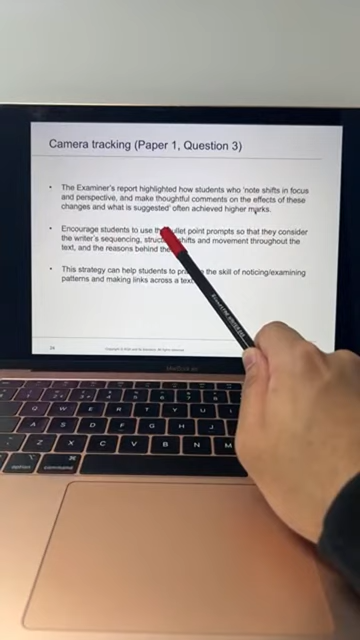 Camera tracking (Paper 1, Question 3)
• The Examiner's report highlighted how students who 'note shifts in focus
and perspective, and make thoughtful comments on the effects of these
changes and what is suggested' often achieved higher marks.
• Encourage students to use the bullet point prompts so that they consider
the writer's sequencing, shifts and movement throughout the
text, and the reasons behind
• This strategy can help students to the skill of noticing/examining
patterns and making links across a
MacBook Air
Q W E R T Y U
A S D F G H J
Z X C V B N M
option command